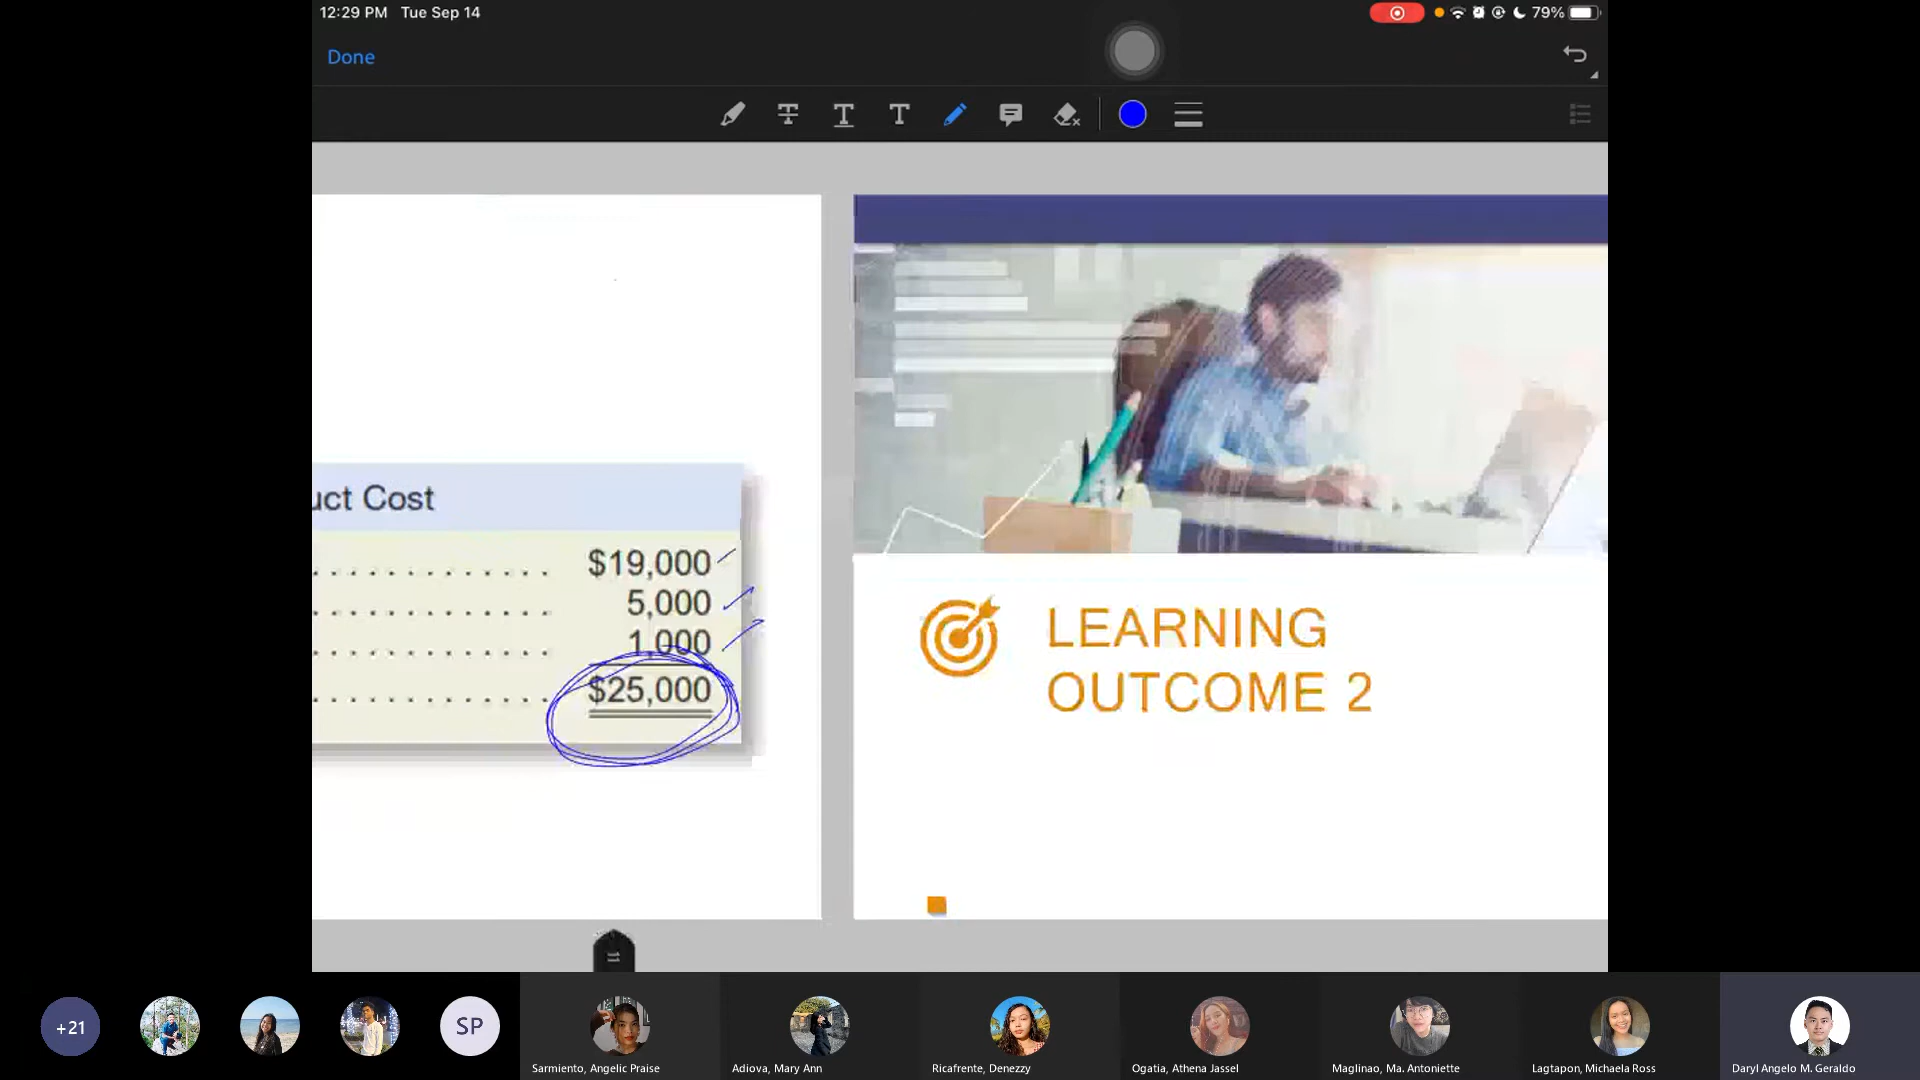 12:29 PM Tue Sep 14
79%
Done
uct Cost
$19,000
5,000
1,000
$25,000
LEARNING
OUTCOME 2
11
+21
SP
Sarmiento, Angelic Praise
Adiova, Mary Ann
Ricafrente, Denezzy
Ogatia, Athena Jassel
Maglinao, Ma. Antoniette
Lagtapon, Michaela Ross
Daryl Angelo M. Geraldo